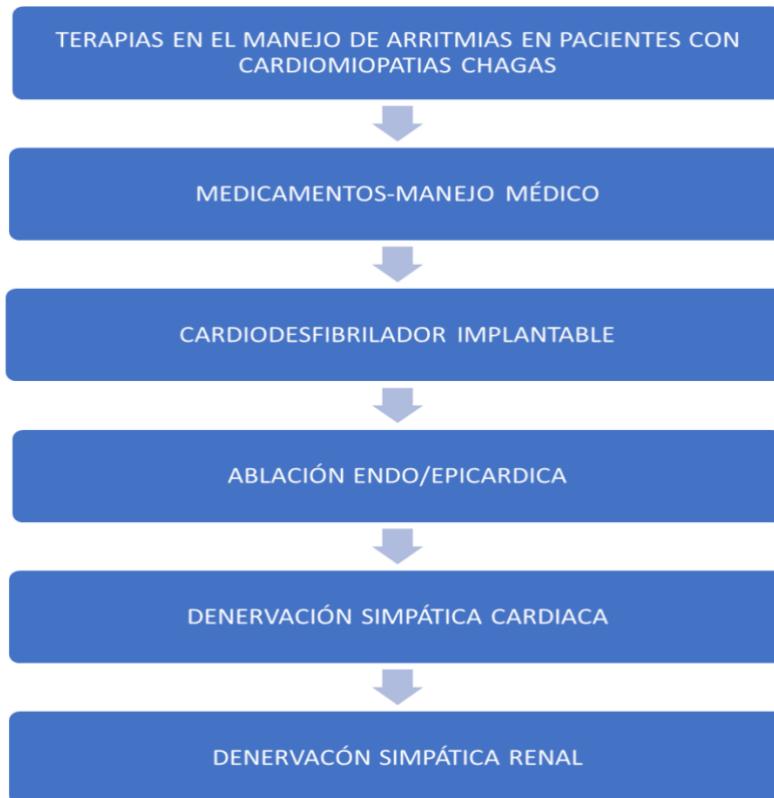 TERAPIAS EN EL MANEJO DE ARRITMIAS EN PACIENTES CON
CARDIOMIOPATIAS CHAGAS
MEDICAMENTOS-MANEJO MÉDICO
CARDIODESFIBRILADOR IMPLANTABLE
ABLACIÓN ENDO/EPICARDICA
DENERVACIÓN SIMPÁTICA CARDIACA
DENERVACÓN SIMPÁTICA RENAL